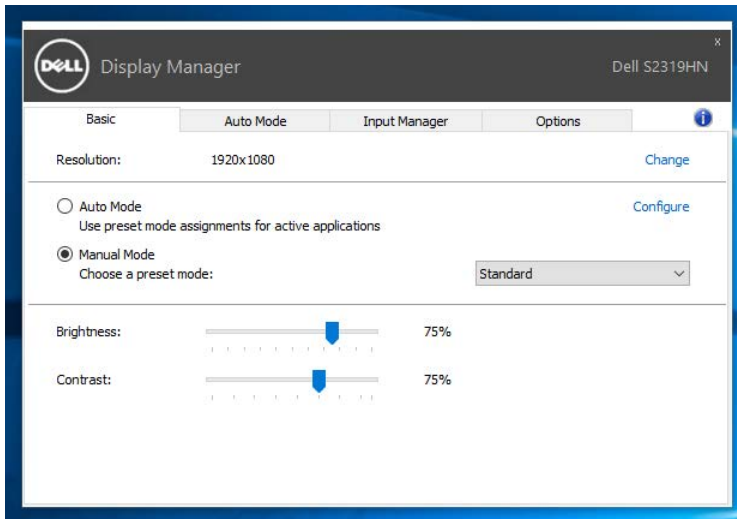 DELL Display Manager
x
Dell S2319HN
Basic Auto Mode Input Manager Options i
Resolution: 1920x1080 Change
Auto Mode Configure
Use preset mode assignments for active applications
Manual Mode
Choose a preset mode: Standard
Brightness: 75%
Contrast: 75%